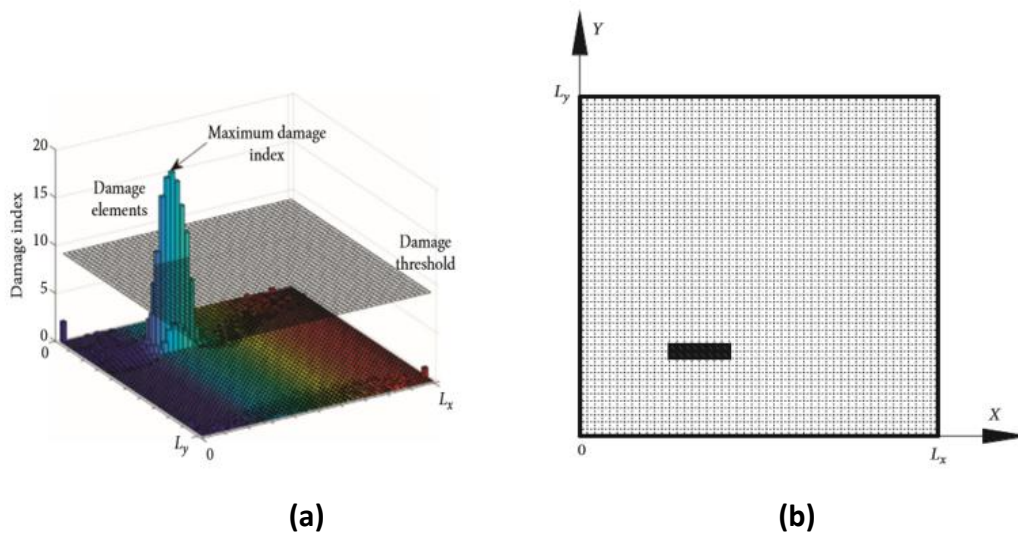 Maximum damage
index
Damage
elements
Damage
threshold
Damage index
20
15
10
5
0
0
L_y
0
L_x
(a)
Y
L_y
0
L_x
X
(b)